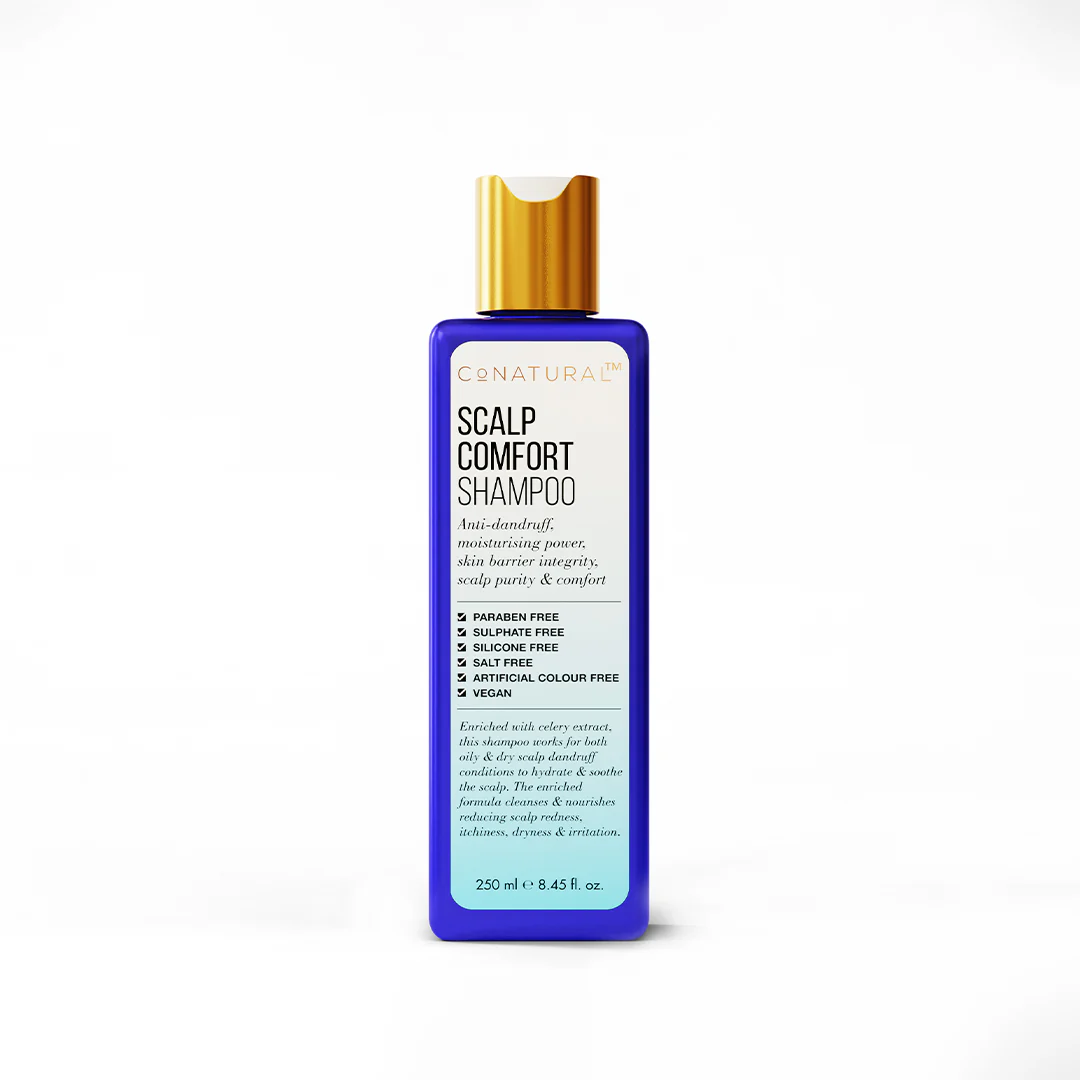 CoNATURAL™
SCALP
COMFORT
SHAMPOO
Anti-dandruff,
moisturising power,
skin barrier integrity,
scalp purity & comfort
PARABEN FREE
SULPHATE FREE
SILICONE FREE
SALT FREE
ARTIFICIAL COLOUR FREE
VEGAN
Enriched with celery extract,
this shampoo works for both
oily & dry scalp dandruff
conditions to hydrate & soothe
the scalp. The enriched
formula cleanses & nourishes
reducing scalp redness,
itchiness, dryness & irritation.
250 ml ℮ 8.45 fl. oz.